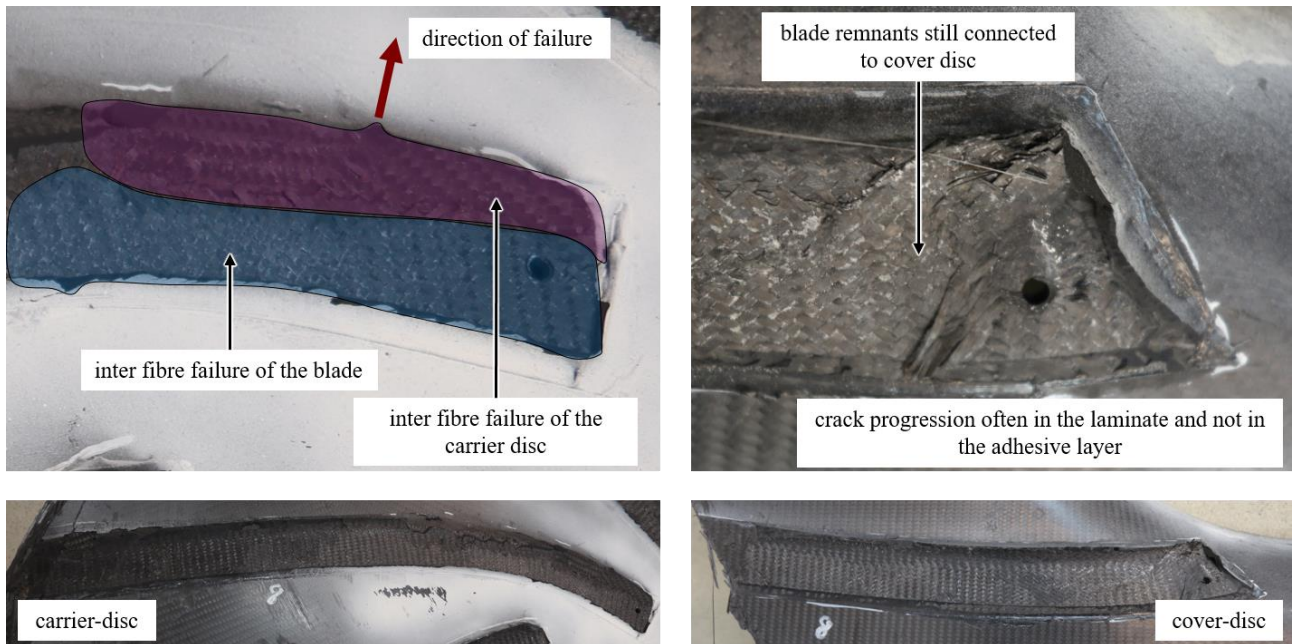 direction of failure
inter fibre failure of the blade
inter fibre failure of the
carrier disc
blade remnants still connected
to cover disc
crack progression often in the laminate and not in
the adhesive layer
carrier-disc
8
cover-disc
8